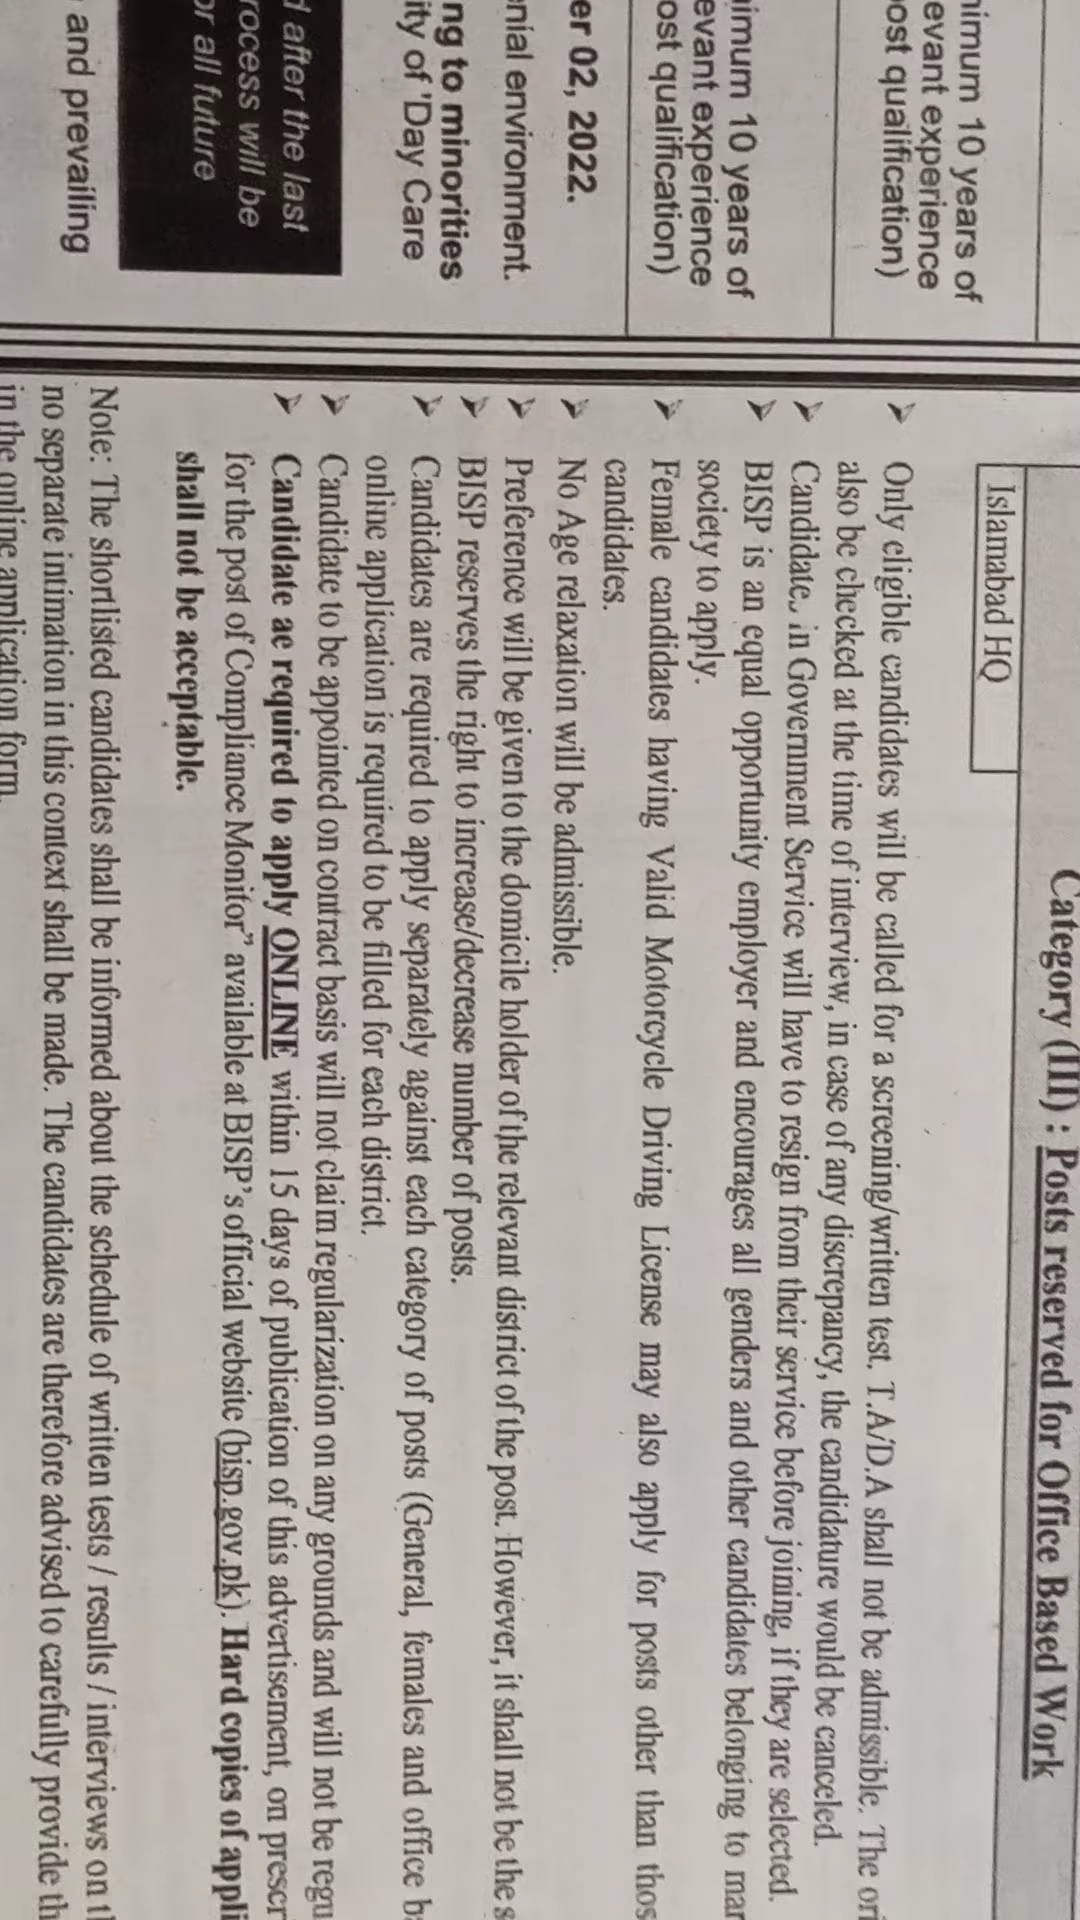 nimum 10 years of
evant experience
ost qualification)
imum 10 years of
evant experience
ost qualification)
er 02, 2022.
enial environment.
ng to minorities
ity of 'Day Care
d after the last
rocess will be
or all future
and prevailing
Category (III) : Posts reserved for Office Based Work
Islamabad HQ
➢ Only eligible candidates will be called for a screening/written test. T.A/D.A shall not be admissible. The ori
also be checked at the time of interview, in case of any discrepancy, the candidature would be canceled.
➢ Candidate in Government Service will have to resign from their service before joining, if they are selected.
➢ BISP is an equal opportunity employer and encourages all genders and other candidates belonging to mar
society to apply.
➢ Female candidates having Valid Motorcycle Driving License may also apply for posts other than thos
candidates.
➢ No Age relaxation will be admissible.
➢ Preference will be given to the domicile holder of the relevant district of the post. However, it shall not be the s
➢ BISP reserves the right to increase/decrease number of posts.
➢ Candidates are required to apply separately against each category of posts (General, females and office ba
online application is required to be filled for each district.
➢ Candidate to be appointed on contract basis will not claim regularization on any grounds and will not be regu
➢ Candidate ae required to apply ONLINE within 15 days of publication of this advertisement, on prescr
for the post of Compliance Monitor” available at BISP’s official website (bisp.gov.pk). Hard copies of appli
shall not be acceptable.
Note: The shortlisted candidates shall be informed about the schedule of written tests / results / interviews on th
no separate intimation in this context shall be made. The candidates are therefore advised to carefully provide th
in the online application form.